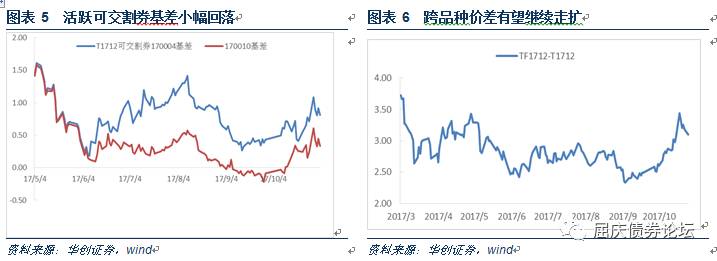 图表 5 活跃可交割券基差小幅回落
2.00
1.50
1.00
0.50
0.00
-0.50
T1712可交割券170004基差
170010基差
17/5/4 17/6/4 17/7/4 17/8/4 17/9/4 17/10/4
资料来源：华创证券，wind
图表 6 跨品种价差有望继续走扩
4.00
3.50
3.00
2.50
2.00
TF1712-T1712
2017/3 2017/4 2017/5 2017/6 2017/7 2017/8 2017/9 2017/10
资料来源：华创证券，wind
屈庆债券论坛